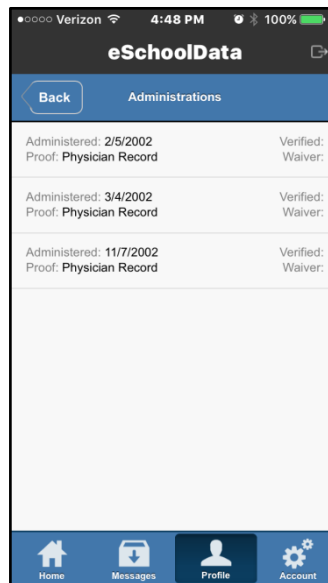 Verizon 4:48 PM 100%
eSchoolData
Back Administrations
Administered: 2/5/2002 Verified:
Proof: Physician Record Waiver:
Administered: 3/4/2002 Verified:
Proof: Physician Record Waiver:
Administered: 11/7/2002 Verified:
Proof: Physician Record Waiver:
Home Messages Profile Account